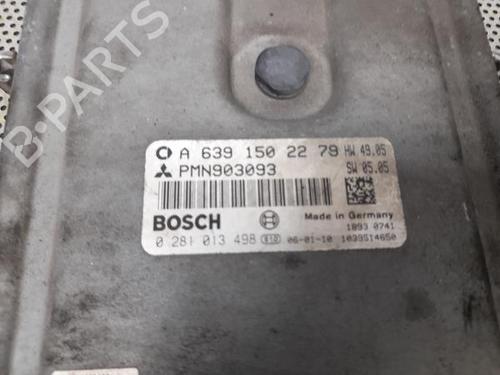 A 639 150 22 79 HW 49.05
PMN903093 SW 05.05
BOSCH Made in Germany
1893 0741
0 281 013 498 06-01-10 1039S14650